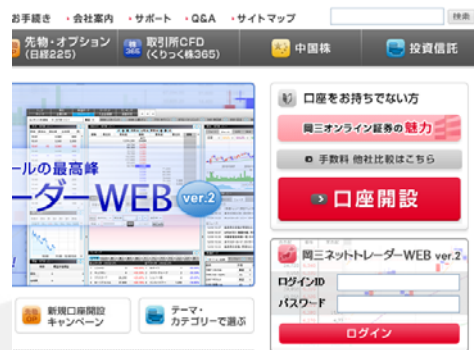 お手続き ・会社案内 ・サポート ・Q&A ・サイトマップ
検索
先物・オプション
(日経225)
株365
取引所CFD
(くりっく株365)
中国株
投資信託
口座をお持ちでない方
岡三オンライン証券の魅力
手数料 他社比較はこちら
口座開設
ールの最高峰
ーダーWEB ver.2
岡三ネットトレーダーWEB ver.2
ログインID
パスワード
ログイン
新規口座開設
キャンペーン
テーマ・
カテゴリーで選ぶ